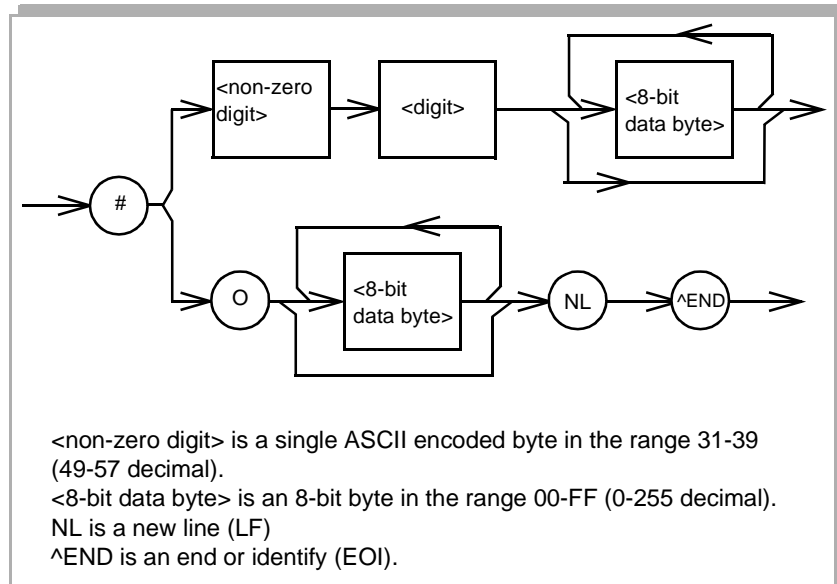 <non-zero
digit>
<digit>
<8-bit
data byte>
#
O
<8-bit
data byte>
NL
^END
<non-zero digit> is a single ASCII encoded byte in the range 31-39
(49-57 decimal).
<8-bit data byte> is an 8-bit byte in the range 00-FF (0-255 decimal).
NL is a new line (LF)
^END is an end or identify (EOI).